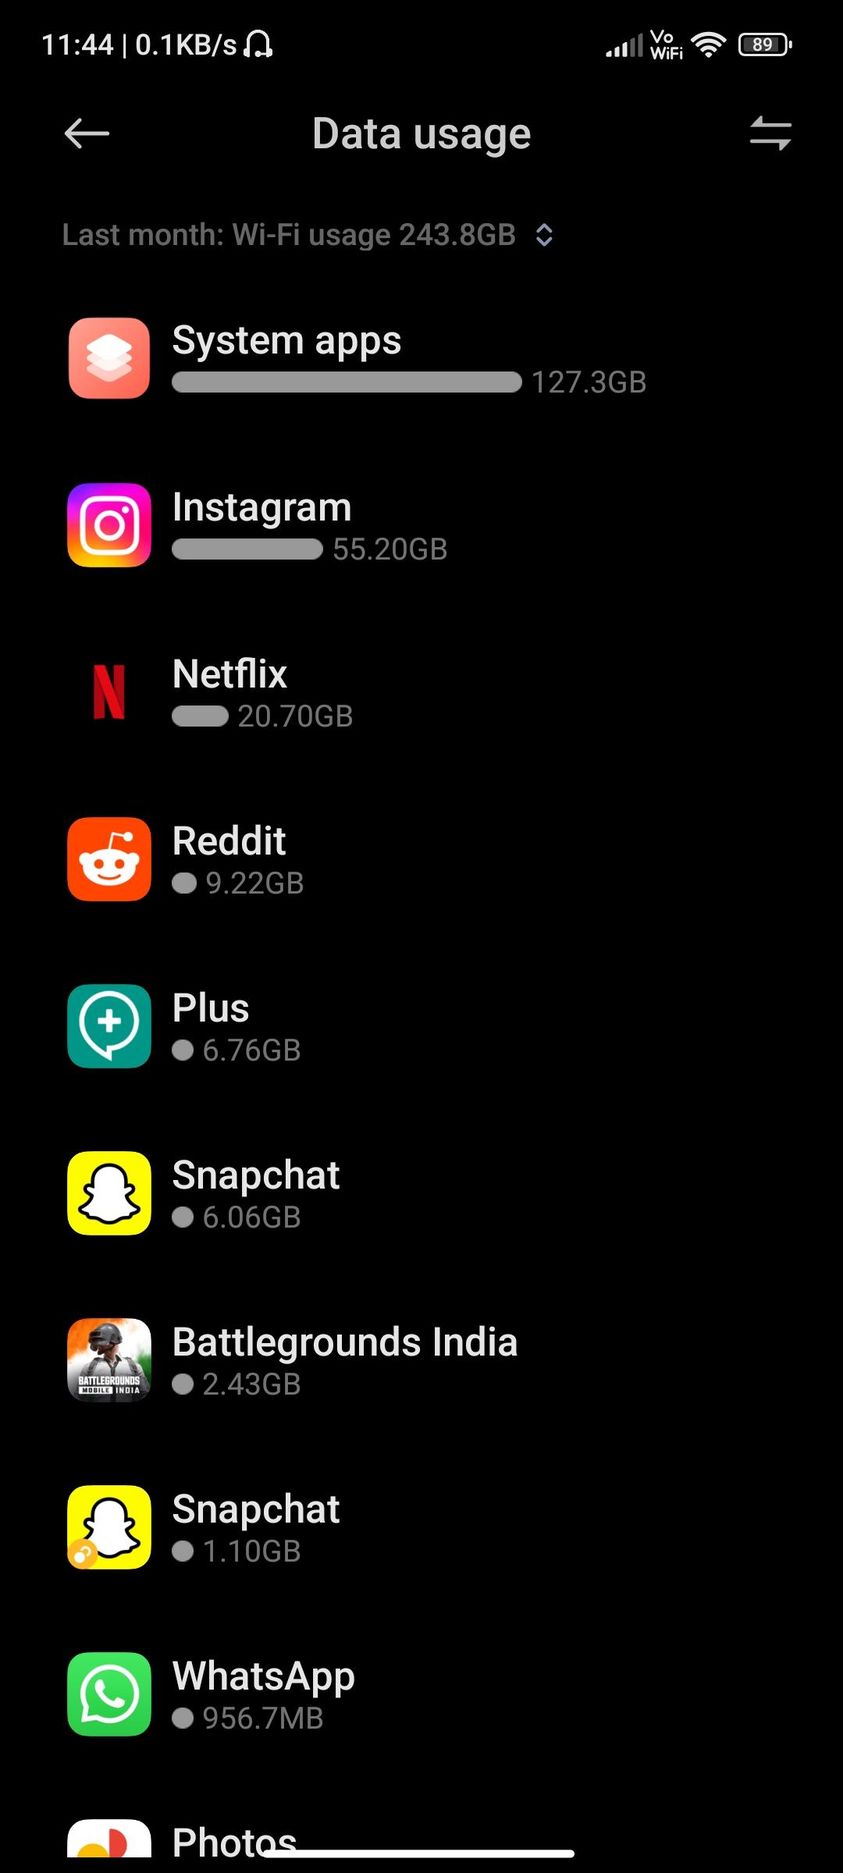 11:44 | 0.1KB/s Vo WiFi 89
Data usage
Last month: Wi-Fi usage 243.8GB
System apps
127.3GB
Instagram
55.20GB
N Netflix
20.70GB
Reddit
9.22GB
Plus
6.76GB
Snapchat
6.06GB
Battlegrounds India
BATTLEGROUNDS
MOBILE INDIA
2.43GB
Snapchat
1.10GB
WhatsApp
956.7MB
Photos